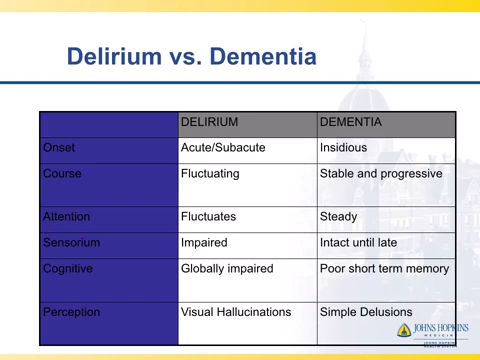 Delirium vs. Dementia
DELIRIUM DEMENTIA
Onset Acute/Subacute Insidious
Course Fluctuating Stable and progressive
Attention Fluctuates Steady
Sensorium Impaired Intact until late
Cognitive Globally impaired Poor short term memory
Perception Visual Hallucinations Simple Delusions
JOHNS HOPKINS
MEDICINE